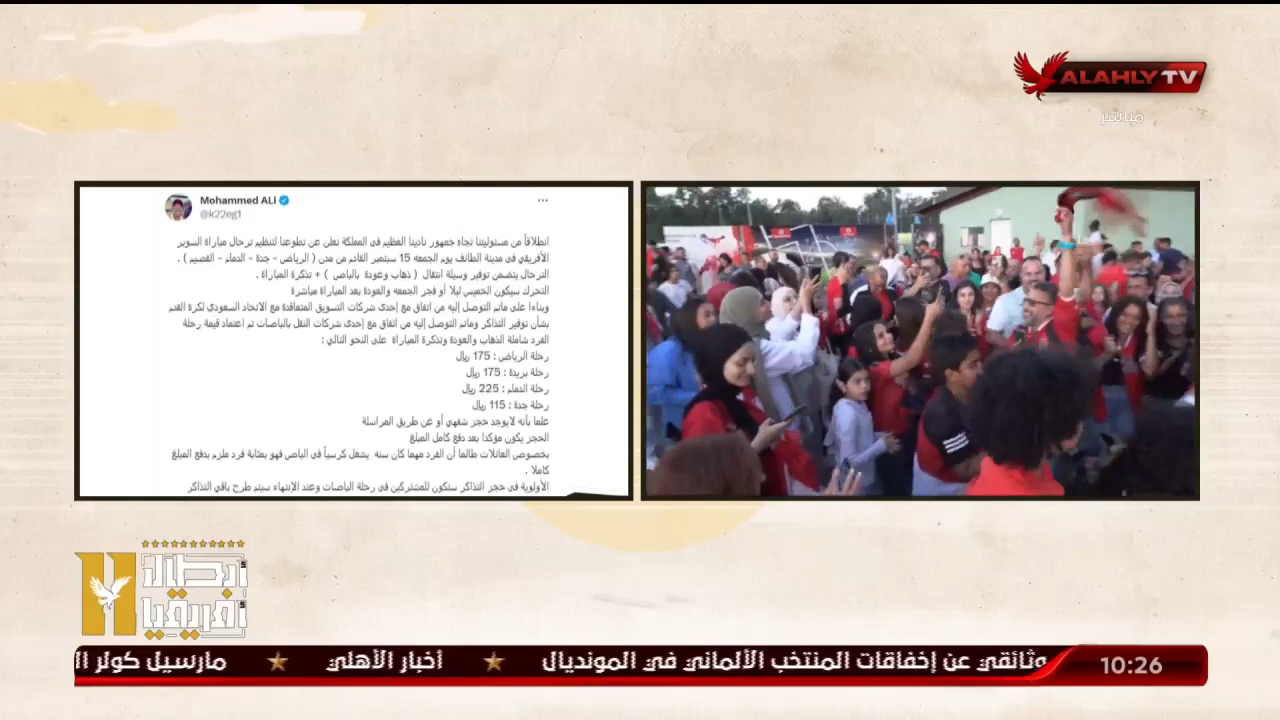 ALAHLY TV
مباشر
Mohammed ALi
@k22eg1
انطلاقاً من مسئوليتنا تجاه جمهور نادينا العظيم في المملكة نعلن عن تطوعنا لتنظيم ترحال مباراة السوبر
الأفريقي في مدينة الطائف يوم الجمعه 15 سبتمبر القادم من مدن ( الرياض - جدة - الدمام - القصيم ) .
الترحال يتضمن توفير وسيلة انتقال ( ذهاب وعودة بالباص ) + تذكرة المباراة .
التحرك سيكون الخميس ليلا أو فجر الجمعه والعودة بعد المباراة مباشرة
وبناءا على ماتم التوصل إليه من اتفاق مع إحدى شركات التسويق المتعاقدة مع الاتحاد السعودي لكرة القدم
بشأن توفير التذاكر وماتم التوصل إليه من اتفاق مع إحدى شركات النقل بالباصات تم اعتماد قيمة رحلة
الفرد شاملة الذهاب والعودة وتذكرة المباراة على النحو التالي :
رحلة الرياض : 175 ريال
رحلة بريدة : 175 ريال
رحلة الدمام : 225 ريال
رحلة جدة : 115 ريال
علما بأنه لايوجد حجز شفهي أو عن طريق المراسلة
الحجز يكون مؤكدا بعد دفع كامل المبلغ
بخصوص العائلات طالما أن الفرد مهما كان سنه يشغل كرسياً في الباص فهو بمثابة فرد ملزم بدفع المبلغ
كاملا .
الأولوية في حجز التذاكر ستكون للمشتركين في رحلة الباصات وعند الإنتهاء سيتم طرح باقي التذاكر
أبطال
أفريقيا
11
وثائقي عن إخفاقات المنتخب الألماني في المونديال ★ أخبار الأهلي ★ مارسيل كولر ال
10:26